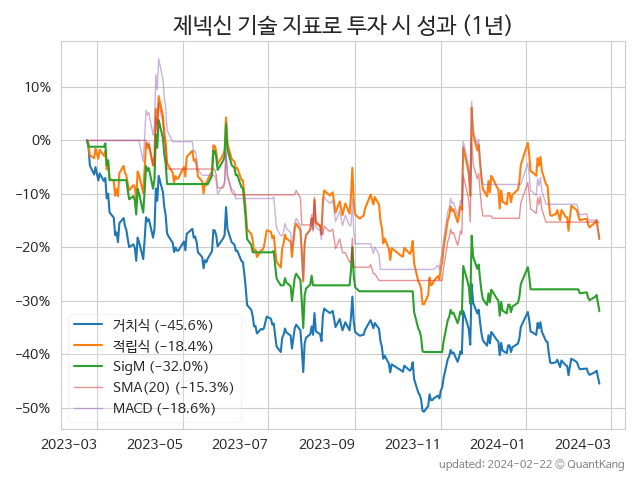 제넥신 기술 지표로 투자 시 성과 (1년)
10%
0%
−10%
−20%
−30%
−40%
−50%
거치식 (−45.6%)
적립식 (−18.4%)
SigM (−32.0%)
SMA(20) (−15.3%)
MACD (−18.6%)
2023-03 2023-05 2023-07 2023-09 2023-11 2024-01 2024-03
updated: 2024-02-22 © QuantKang